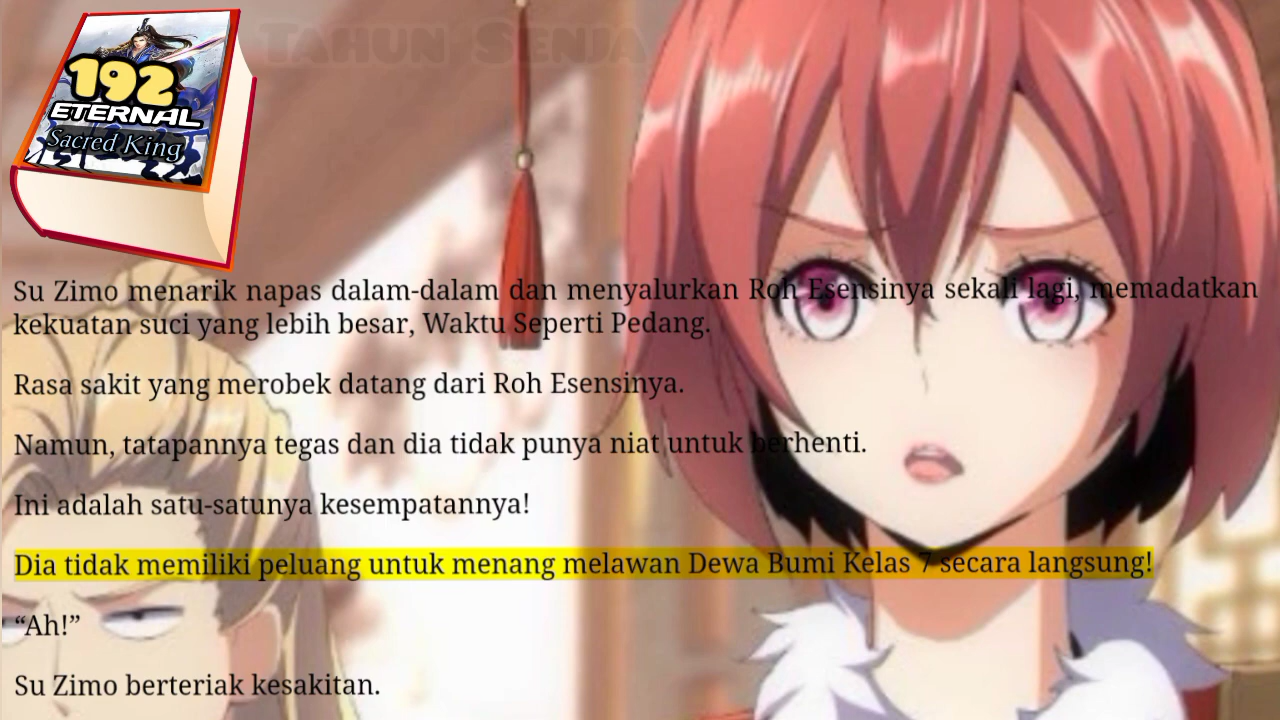 TAHUN SENJA
192
ETERNAL
Sacred King
Su Zimo menarik napas dalam-dalam dan menyalurkan Roh Esensinya sekali lagi, memadatkan
kekuatan suci yang lebih besar, Waktu Seperti Pedang.
Rasa sakit yang merobek datang dari Roh Esensinya.
Namun, tatapannya tegas dan dia tidak punya niat untuk berhenti.
Ini adalah satu-satunya kesempatannya!
Dia tidak memiliki peluang untuk menang melawan Dewa Bumi Kelas 7 secara langsung!
“Ah!”
Su Zimo berteriak kesakitan.